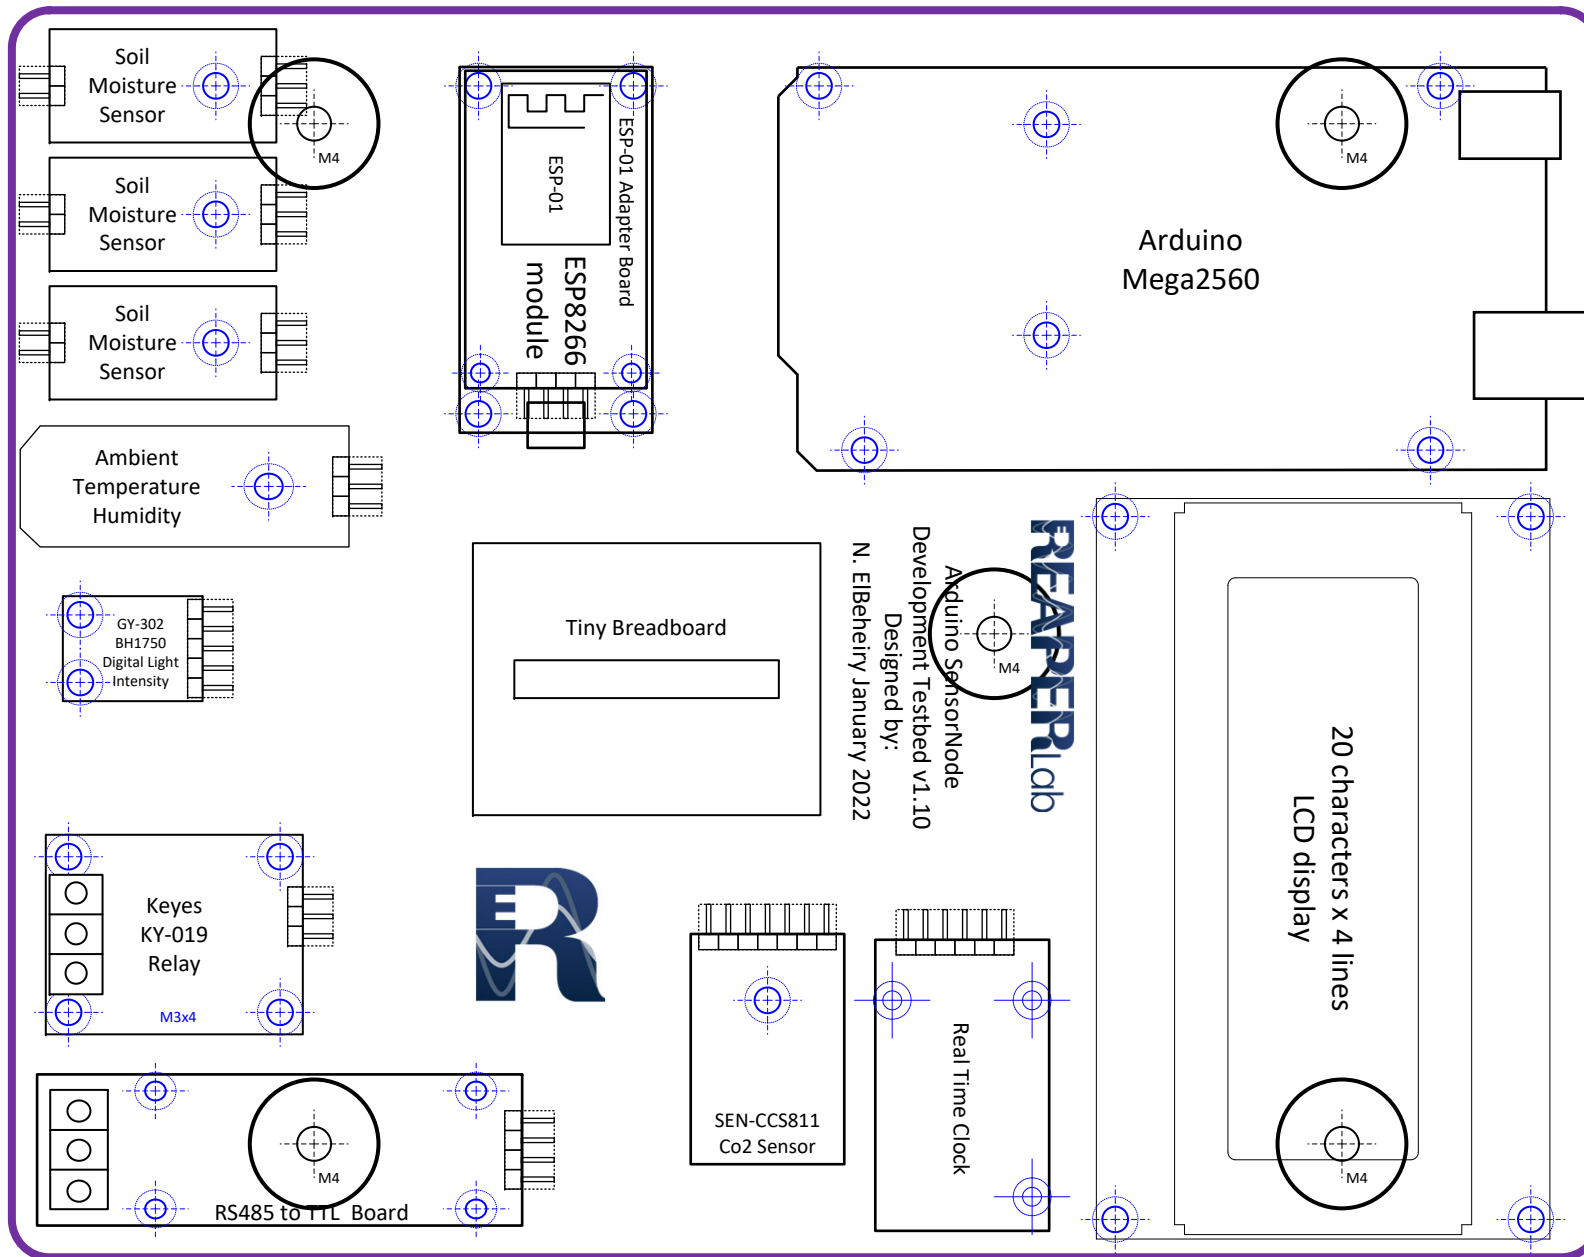 Soil
Moisture
Sensor
M4
Soil
Moisture
Sensor
Soil
Moisture
Sensor
Ambient
Temperature
Humidity
GY-302
BH1750
Digital Light
Intensity
Keyes
KY-019
Relay
M3x4
M4
RS485 to TTL Board
ESP-01
ESP-01 Adapter Board
ESP8266
module
Tiny Breadboard
ER
Arduino
Mega2560
M4
Arduino SensorNode
Development Testbed v1.10
Designed by:
N. ElBeheiry January 2022
M4
REAPERLab
SEN-CCS811
Co2 Sensor
Real Time Clock
20 characters x 4 lines
LCD display
M4